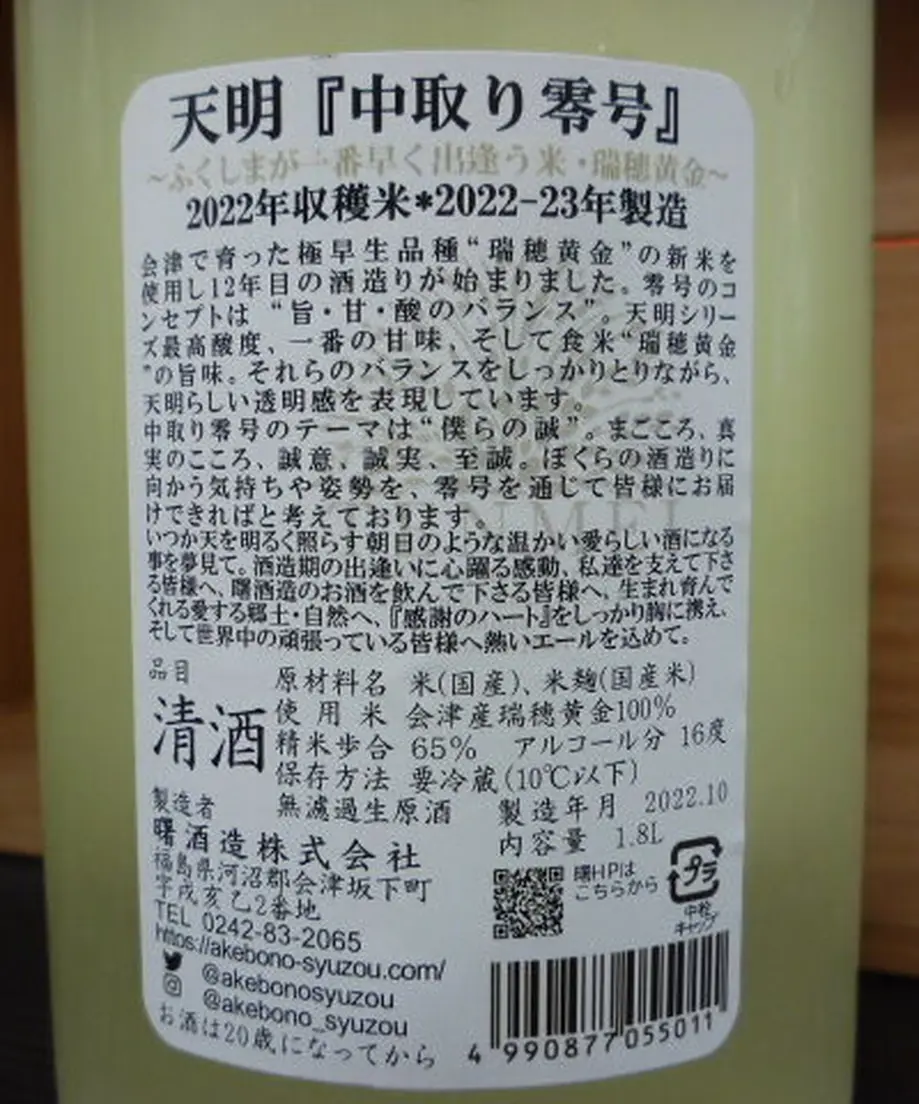 天明『中取り零号』
~ふくしまが一番早く出逢う米・瑞穂黄金~
2022年収穫米*2022-23年製造
会津で育った極早生品種“瑞穂黄金”の新米を
使用し12年目の酒造りが始まりました。零号のコ
ンセプトは “旨・甘・酸のバランス”。天明シリー
ズ最高酸度、一番の甘味、そして食米“瑞穂黄金
”の旨味。それらのバランスをしっかりとりながら、
天明らしい透明感を表現しています。
中取り零号のテーマは“僕らの誠”。まごころ、真
実のこころ、誠意、誠実、至誠。ぼくらの酒造りに
向かう気持ちや姿勢を、零号を通じて皆様にお届
けできればと考えております。
いつか天を明るく照らす朝日のような温かい愛らしい酒になる
事を夢見て。酒造期の出逢いに心躍る感動、私達を支えて下さ
る皆様へ、曙酒造のお酒を飲んで下さる皆様へ、生まれ育んで
くれる愛する郷土・自然へ、『感謝のハート』をしっかり胸に携え、
そして世界中の頑張っている皆様へ熱いエールを込めて。
品目
清酒
原材料名 米(国産)、米麹(国産米)
使用米 会津産瑞穂黄金100%
精米歩合 65% アルコール分 16度
保存方法 要冷蔵(10℃以下)
無濾過生原酒 製造年月 2022.10
内容量 1.8L
製造者
曙酒造株式会社
福島県河沼郡会津坂下町
字戌亥乙2番地
TEL 0242-83-2065
https://akebono-syuzou.com/
@akebonosyuzou
@akebono_syuzou
お酒は20歳になってから
曙HPは
こちらから
プラ
中栓
キャップ
4 990877055011